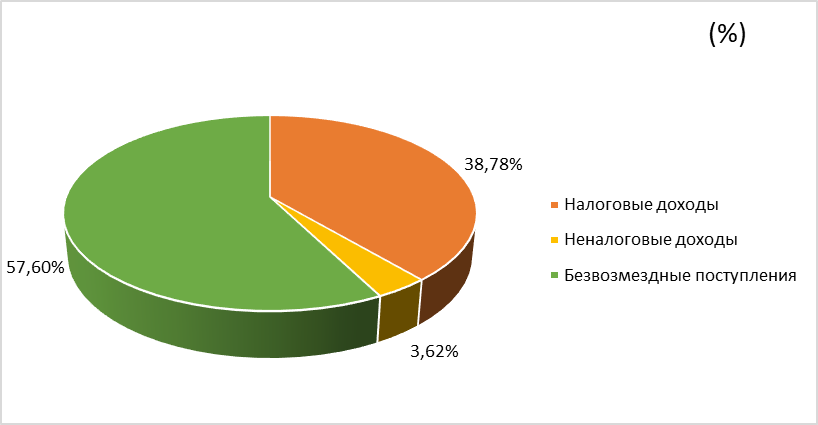 (%)
38,78%
Налоговые доходы
Неналоговые доходы
57,60%
Безвозмездные поступления
3,62%